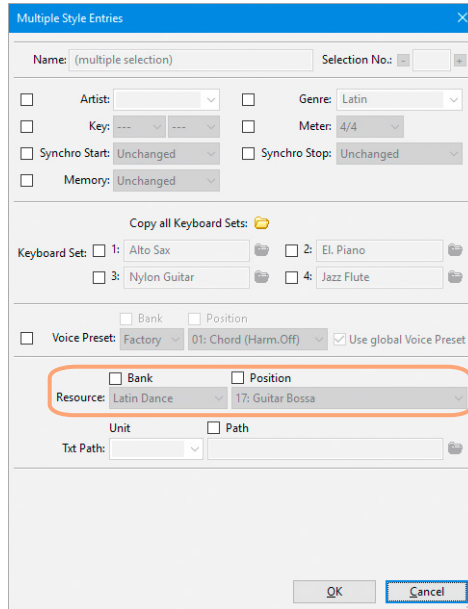 Multiple Style Entries
Name: (multiple selection) Selection No.: - +
Artist: Genre: Latin
Key: --- --- Meter: 4/4
Synchro Start: Unchanged Synchro Stop: Unchanged
Memory: Unchanged
Copy all Keyboard Sets:
Keyboard Set: 1: Alto Sax 2: El. Piano
3: Nylon Guitar 4: Jazz Flute
Bank Position
Voice Preset: Factory 01: Chord (Harm.Off) Use global Voice Preset
Bank Position
Resource: Latin Dance 17: Guitar Bossa
Unit Path
Txt Path:
OK Cancel